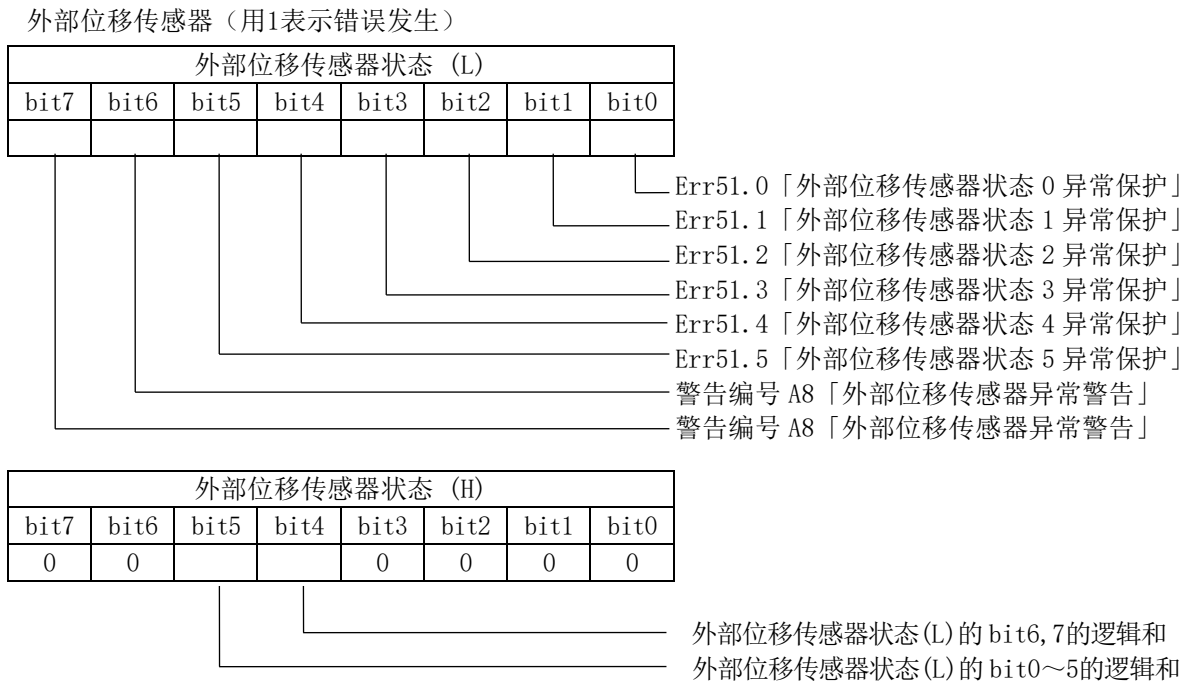 外部位移传感器（用1表示错误发生）
外部位移传感器状态 (L)
bit7 bit6 bit5 bit4 bit3 bit2 bit1 bit0
Err51.0「外部位移传感器状态 0 异常保护」
Err51.1「外部位移传感器状态 1 异常保护」
Err51.2「外部位移传感器状态 2 异常保护」
Err51.3「外部位移传感器状态 3 异常保护」
Err51.4「外部位移传感器状态 4 异常保护」
Err51.5「外部位移传感器状态 5 异常保护」
警告编号 A8「外部位移传感器异常警告」
警告编号 A8「外部位移传感器异常警告」
外部位移传感器状态 (H)
bit7 bit6 bit5 bit4 bit3 bit2 bit1 bit0
0 0 0 0 0 0
外部位移传感器状态(L)的 bit6,7的逻辑和
外部位移传感器状态(L)的 bit0～5的逻辑和